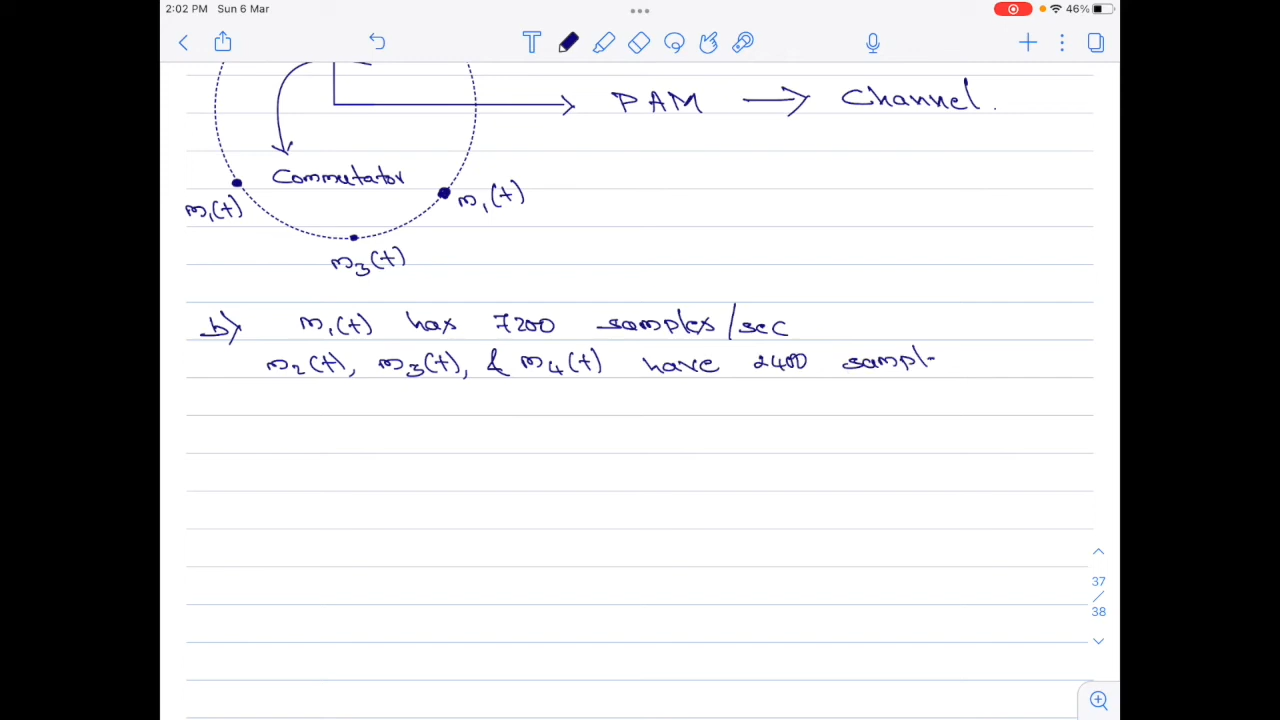 2:02 PM Sun 6 Mar
46%
PAM → Channel.
Commutator
m₁(t)
m₁(t)
m₃(t)
b) m₁(t) has 7200 samples/sec
m₂(t), m₃(t), & m₄(t) have 2400 sampl
37
/
38